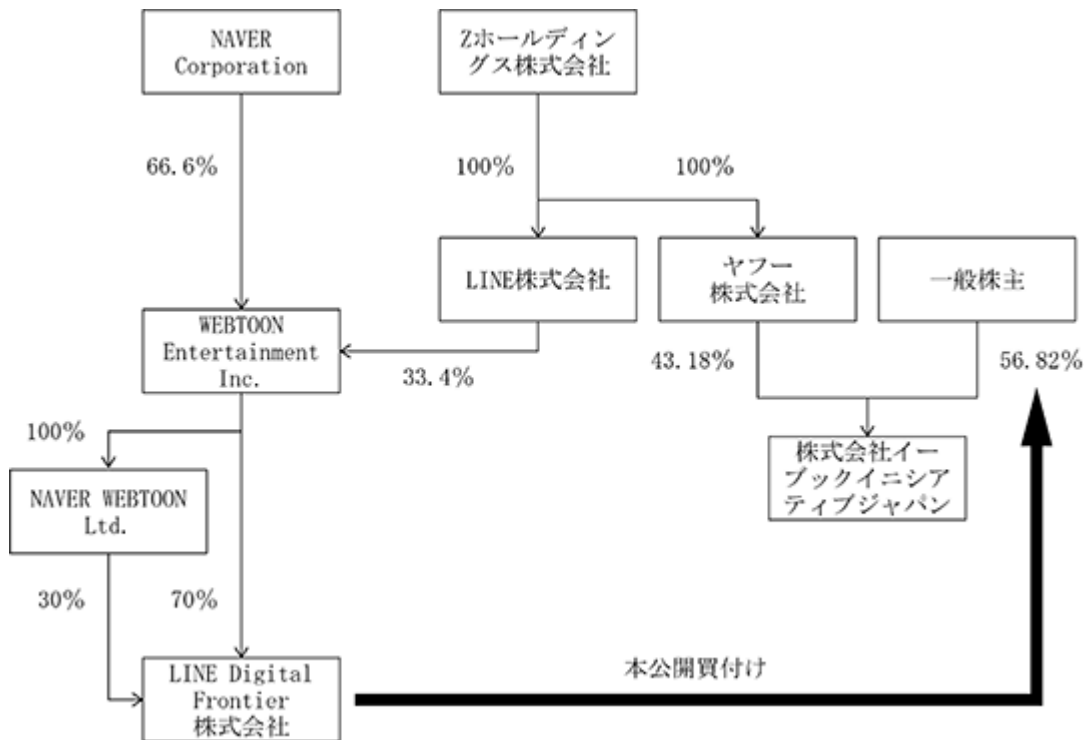 NAVER
Corporation
Zホールディン
グス株式会社
66.6%
100%
100%
LINE株式会社
ヤフー
株式会社
一般株主
WEBTOON
Entertainment
Inc.
33.4%
43.18%
56.82%
100%
株式会社イー
ブックイニシア
ティブジャパン
NAVER WEBTOON
Ltd.
30%
70%
本公開買付け
LINE Digital
Frontier
株式会社